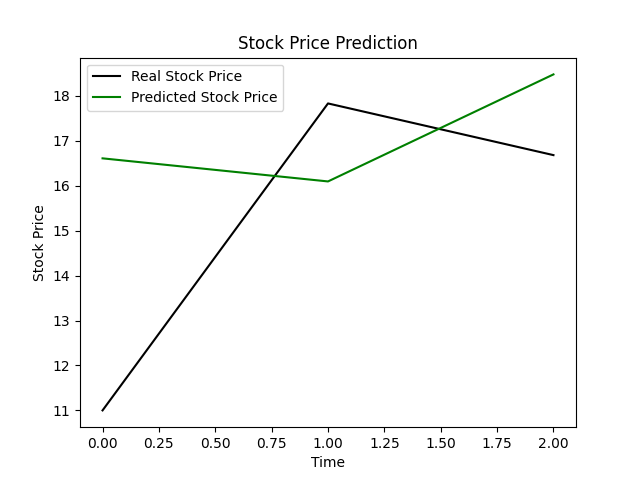 Stock Price Prediction
Real Stock Price
Predicted Stock Price
Stock Price
18
17
16
15
14
13
12
11
0.00 0.25 0.50 0.75 1.00 1.25 1.50 1.75 2.00
Time